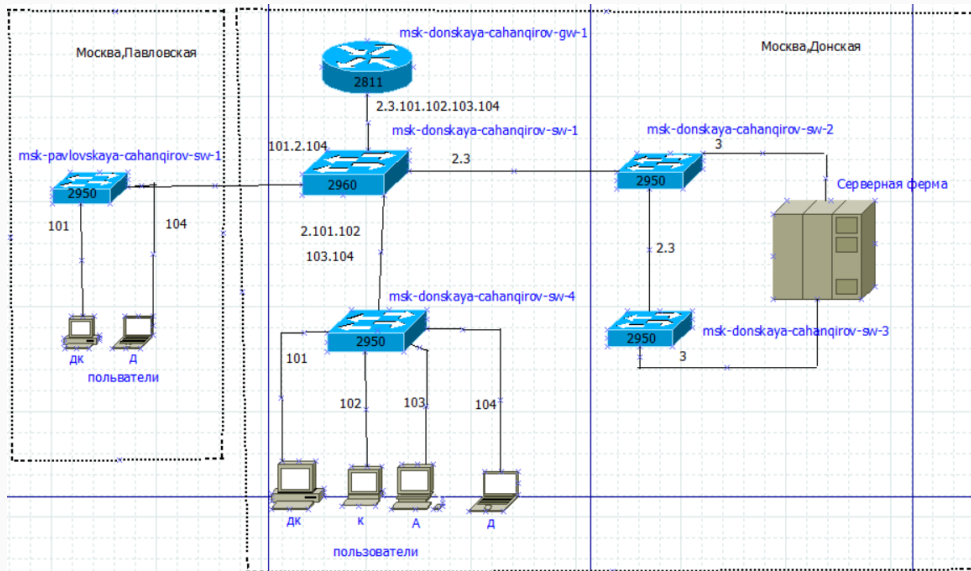 Москва,Павловская
msk-donskaya-cahanqirov-gw-1
Москва,Донская
2811
2.3.101.102.103.104
msk-donskaya-cahanqirov-sw-1
msk-donskaya-cahanqirov-sw-2
101.2.104
3
msk-pavlovskaya-cahanqirov-sw-1
2.3
2960
2950
2950
Серверная ферма
101
104
2.101.102
103.104
2.3
msk-donskaya-cahanqirov-sw-4
msk-donskaya-cahanqirov-sw-3
2950
2950
дк
Д
польватели
101
3
102
103
104
дк
к
А
д
пользователи